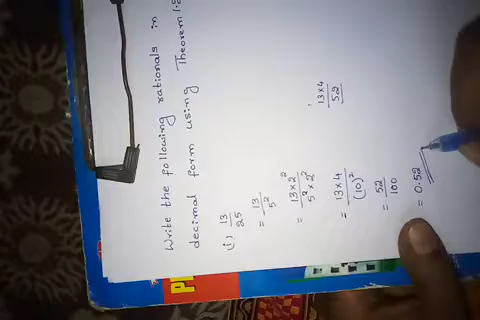 Write the following rationals in
decimal form using Theorem 1.
(i) 13/25
= 13/5²
= 13×2²/5²×2²
= 13×4/(10)²
= 52/100
= 0.52
13×4
52
P